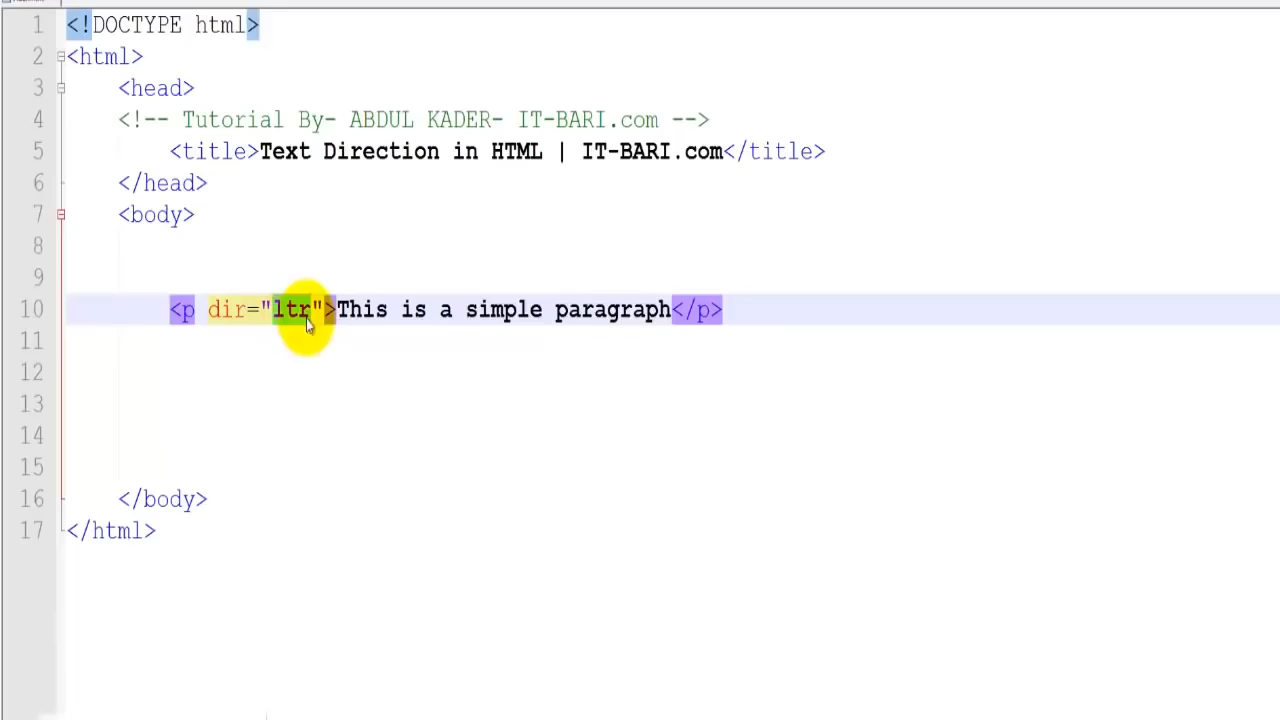 1 <!DOCTYPE html>
2 <html>
3 <head>
4 <!-- Tutorial By- ABDUL KADER- IT-BARI.com -->
5 <title>Text Direction in HTML | IT-BARI.com</title>
6 </head>
7 <body>
8
9
10 <p dir="ltr">This is a simple paragraph</p>
11
12
13
14
15
16 </body>
17 </html>